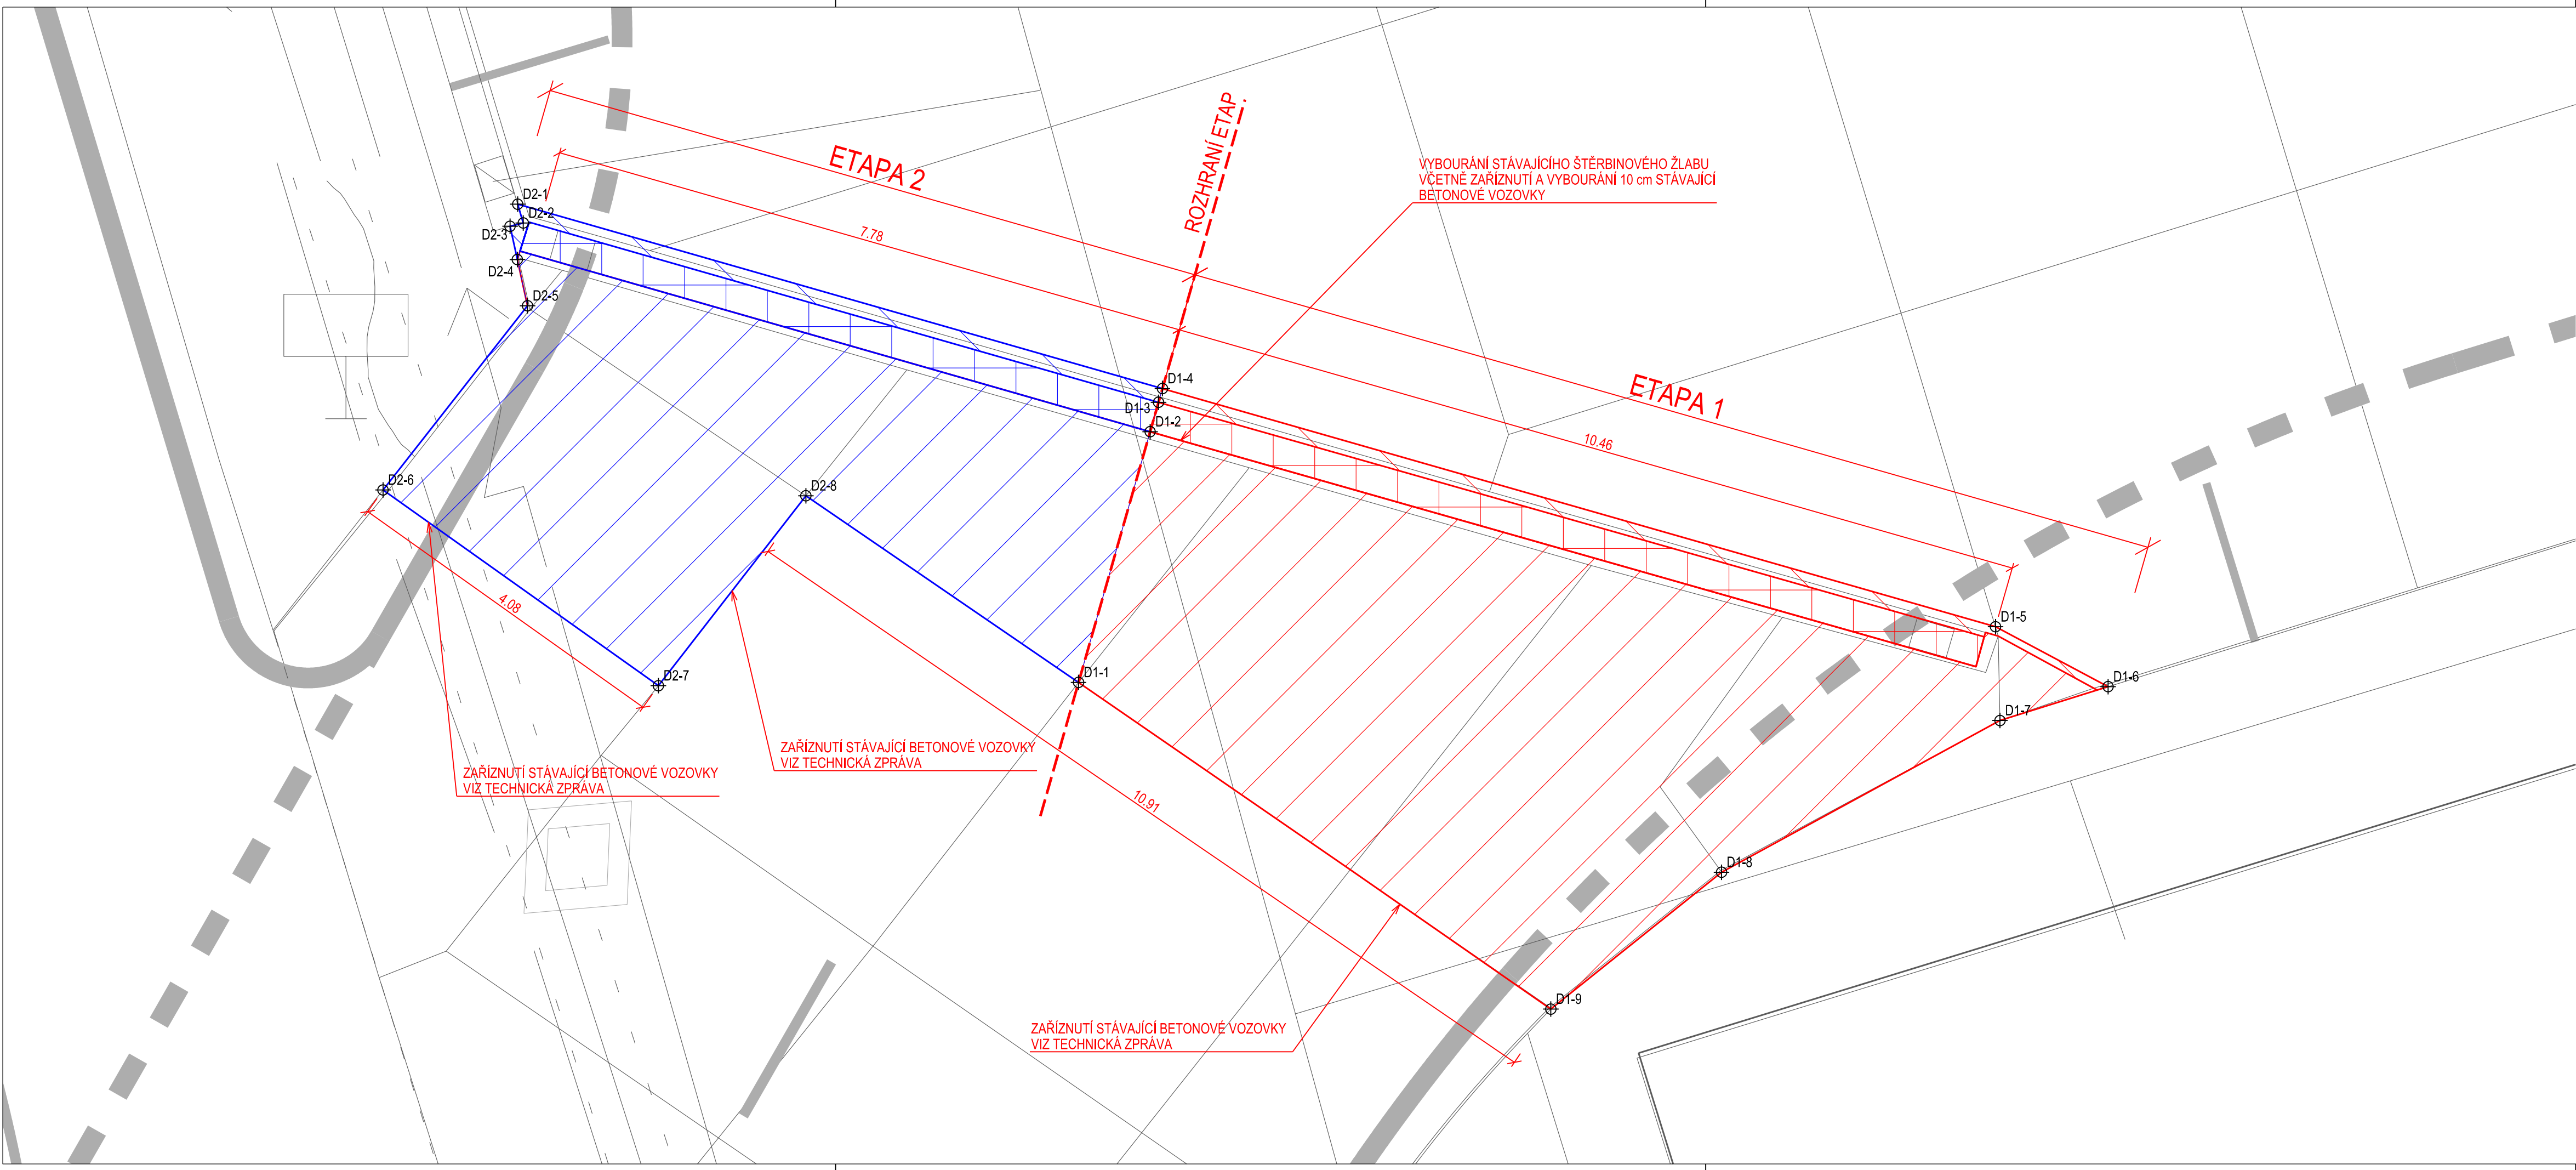 ETAPA 2
ROZHRANÍ ETAP
VYBOURÁNÍ STÁVAJÍCÍHO ŠTĚRBINOVÉHO ŽLABU
VČETNĚ ZAŘÍZNUTÍ A VYBOURÁNÍ 10 cm STÁVAJÍCÍ
BETONOVÉ VOZOVKY
D2-1
D2-2
D2-3
7.78
D2-4
D2-5
D1-4
D1-3
D1-2
ETAPA 1
10.46
D2-6
D2-8
4.08
D1-5
D2-7
D1-1
D1-6
D1-7
ZAŘÍZNUTÍ STÁVAJÍCÍ BETONOVÉ VOZOVKY
VIZ TECHNICKÁ ZPRÁVA
ZAŘÍZNUTÍ STÁVAJÍCÍ BETONOVÉ VOZOVKY
VIZ TECHNICKÁ ZPRÁVA
10.91
D1-8
D1-9
ZAŘÍZNUTÍ STÁVAJÍCÍ BETONOVÉ VOZOVKY
VIZ TECHNICKÁ ZPRÁVA